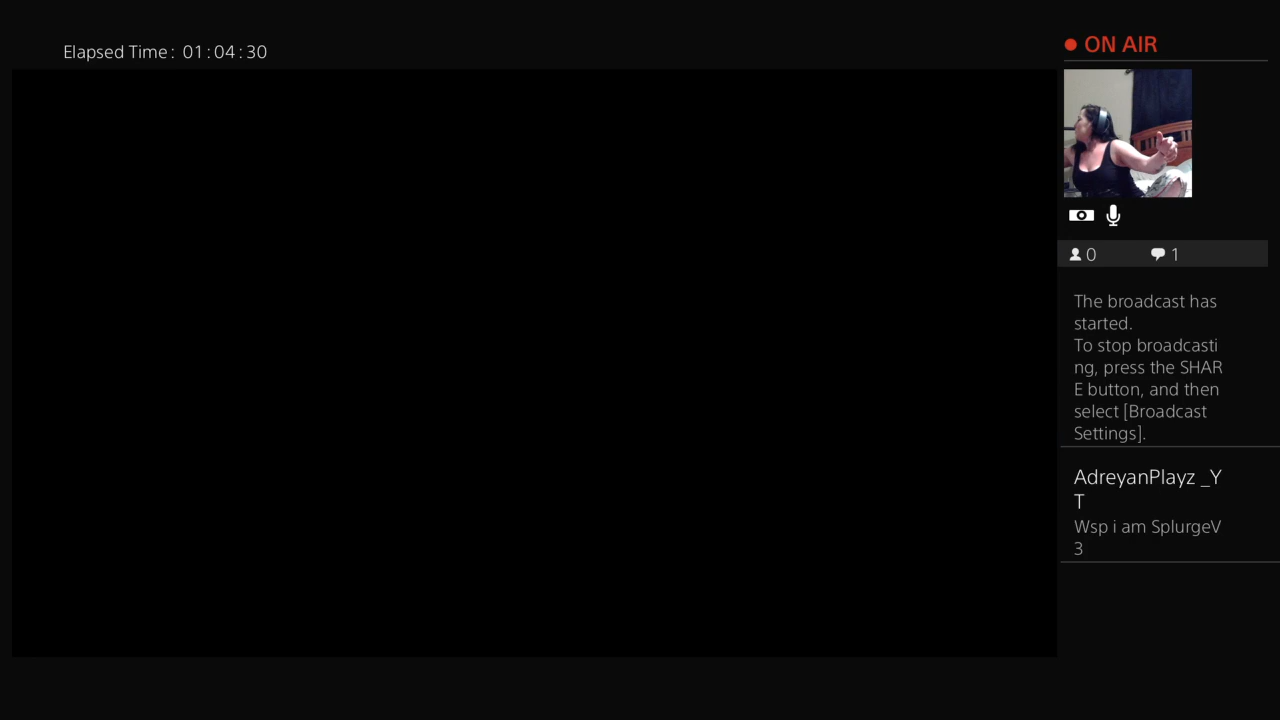 Elapsed Time: 01:04:30
ON AIR
0 1
The broadcast has
started.
To stop broadcasti
ng, press the SHAR
E button, and then
select [Broadcast
Settings].
AdreyanPlayz _Y
T
Wsp i am SplurgeV
3